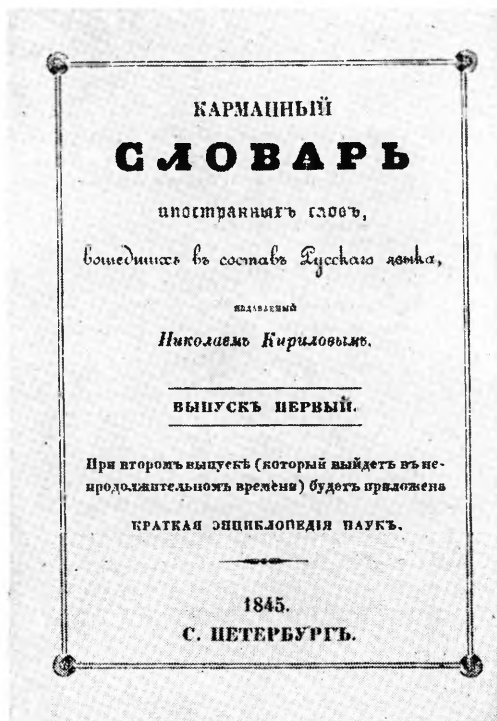 КАРМАННЫЙ
СЛОВАРЬ
иностранныхъ словъ,
вошедшихъ въ составъ Русскаго языка,
издаваемый
Николаемъ Кириловымъ.
ВЫПУСКЪ ПЕРВЫЙ.
При второмъ выпускѣ (который выйдетъ въ не-
продолжительномъ времени) будетъ приложена
КРАТКАЯ ЭНЦИКЛОПЕДІЯ НАУКЪ.
1845.
С. ПЕТЕРБУРГЪ.